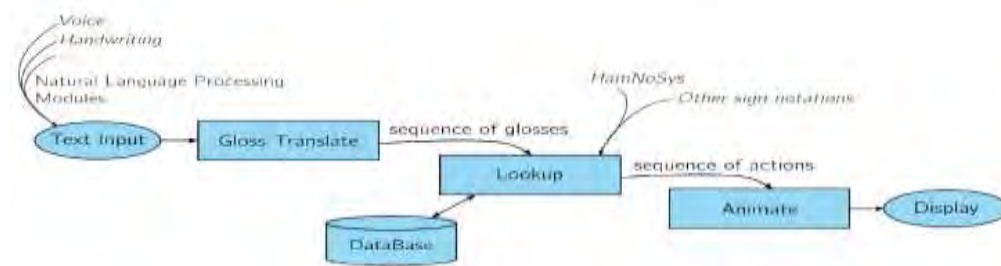 Voice
Handwriting
Natural Language Processing
Modules
Text Input
Gloss Translate
sequence of glosses
HamNoSys
Other sign notations
Lookup
sequence of actions
DataBase
Animate
Display